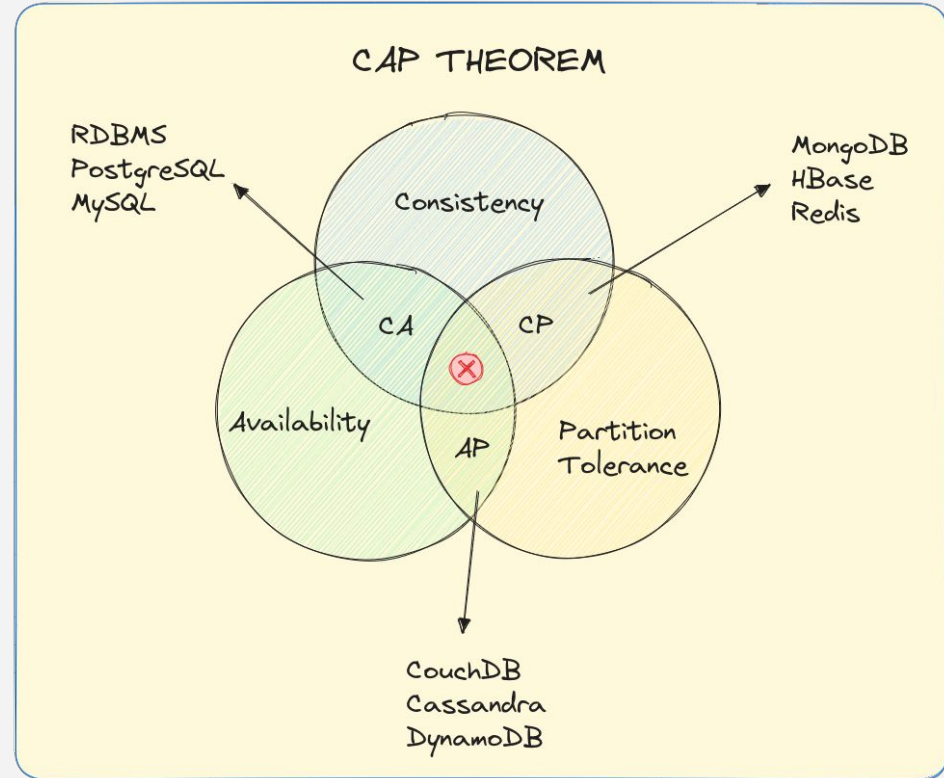 CAP THEOREM
RDBMS
PostgreSQL
MySQL
MongoDB
HBase
Redis
Consistency
CA
CP
Availability
AP
Partition
Tolerance
CouchDB
Cassandra
DynamoDB